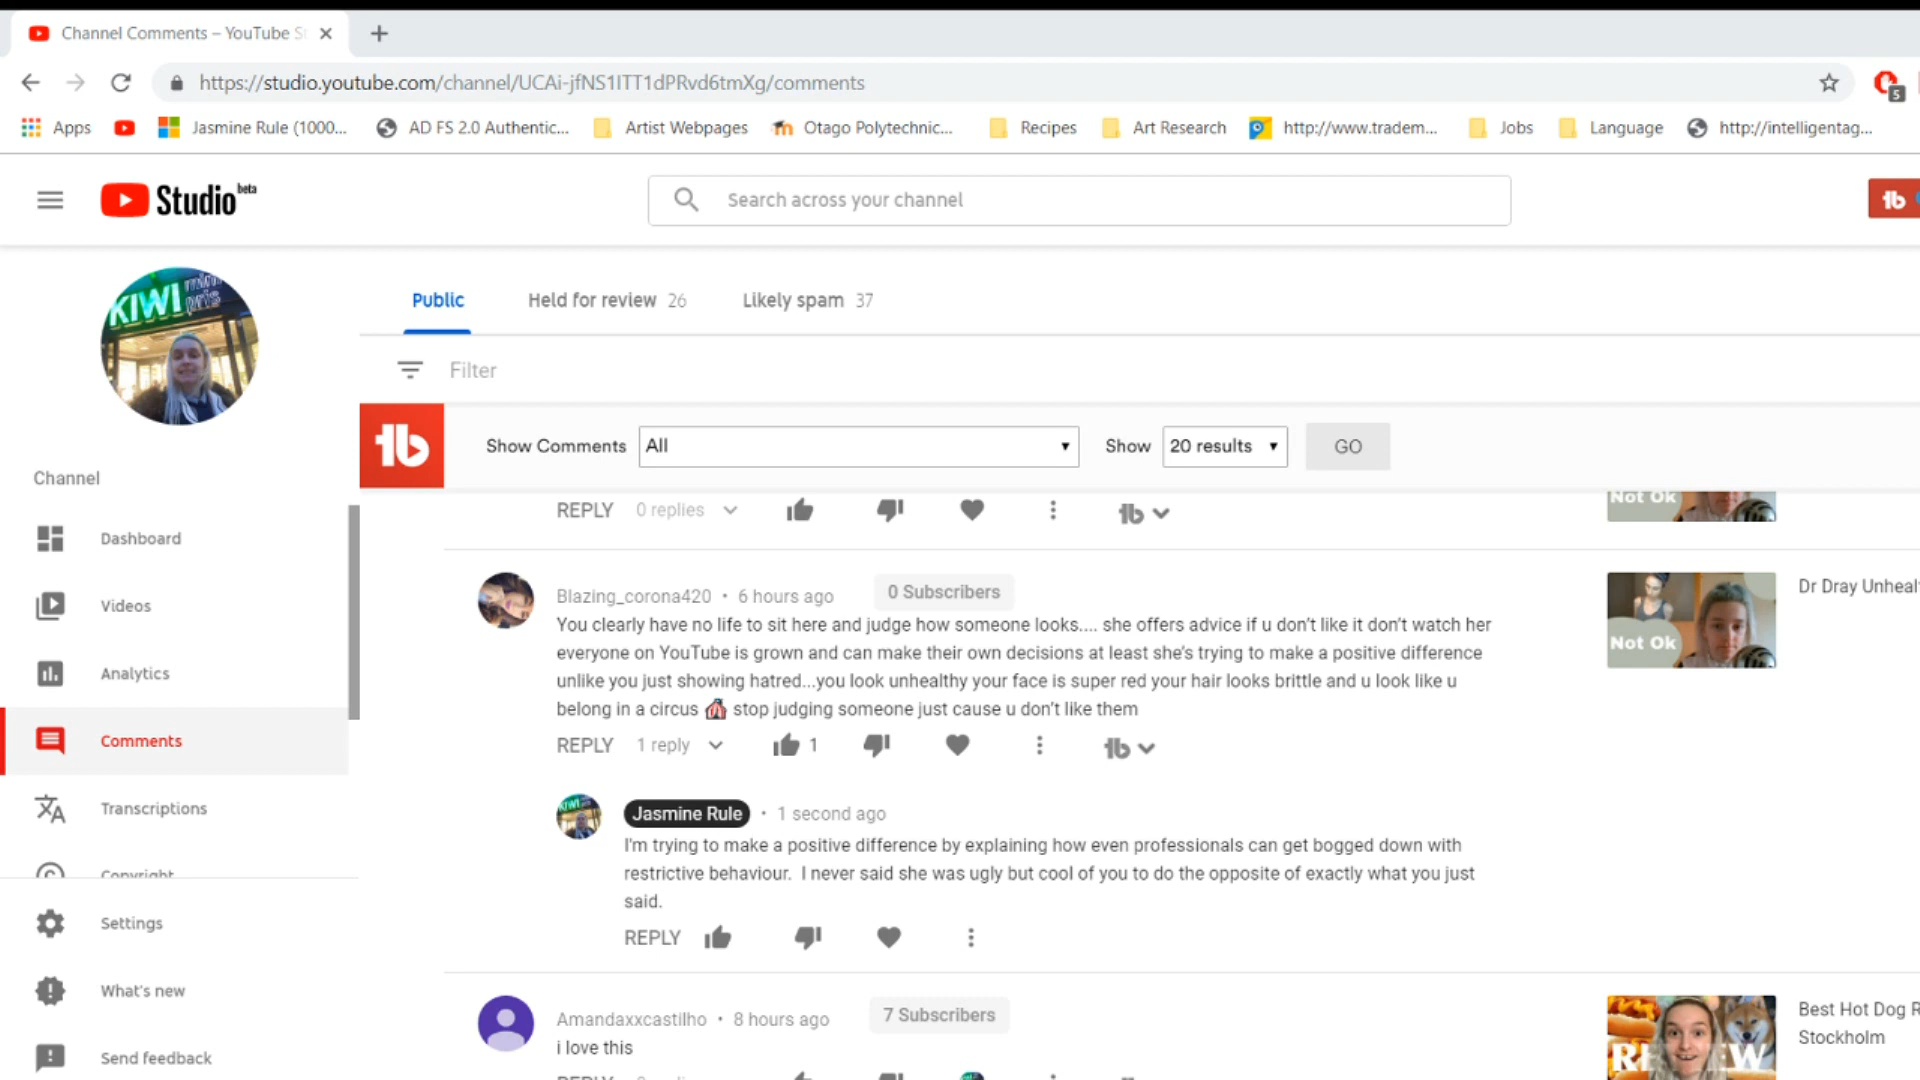 Channel Comments – YouTube St
https://studio.youtube.com/channel/UCAi-jfNS1ITT1dPRvd6tmXg/comments
5
Apps
Jasmine Rule (1000...
AD FS 2.0 Authentic...
Artist Webpages
Otago Polytechnic...
Recipes
Art Research
http://www.tradem...
Jobs
Language
http://intelligentag...
Studio beta
Search across your channel
KIWI mini pris
Public
Held for review 26
Likely spam 37
Filter
Show Comments
All
Show
20 results
GO
Channel
Dashboard
Videos
Analytics
Comments
Transcriptions
Copyright
Settings
What's new
Send feedback
REPLY
0 replies
Not Ok
Blazing_corona420 • 6 hours ago
0 Subscribers
You clearly have no life to sit here and judge how someone looks.... she offers advice if u don't like it don't watch her
everyone on YouTube is grown and can make their own decisions at least she's trying to make a positive difference
unlike you just showing hatred...you look unhealthy your face is super red your hair looks brittle and u look like u
belong in a circus 🎪 stop judging someone just cause u don't like them
REPLY
1 reply
1
Not Ok
Dr Dray Unheal
Jasmine Rule • 1 second ago
I'm trying to make a positive difference by explaining how even professionals can get bogged down with
restrictive behaviour. I never said she was ugly but cool of you to do the opposite of exactly what you just
said.
REPLY
Amandaxxcastilho • 8 hours ago
7 Subscribers
i love this
REPLY
REVIEW
Best Hot Dog R
Stockholm